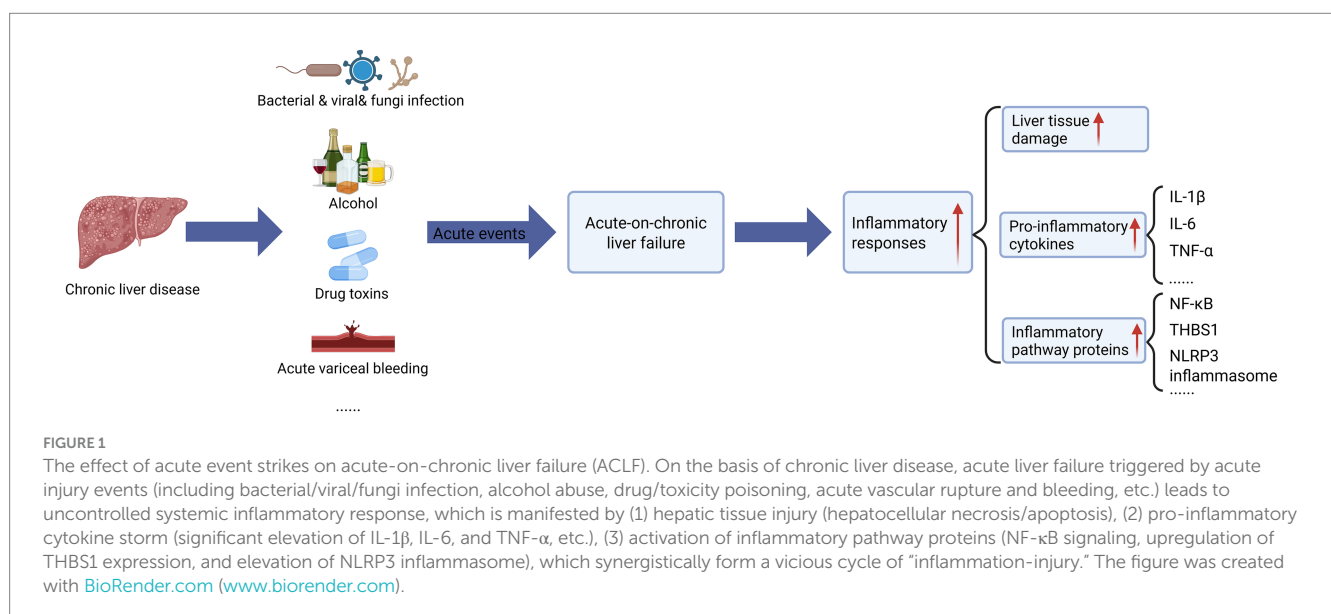 Bacterial & viral& fungi infection
Alcohol
Drug toxins
Acute variceal bleeding
......
Chronic liver disease
Acute events
Acute-on-chronic
liver failure
Inflammatory
responses
Liver tissue
damage
Pro-inflammatory
cytokines
IL-1β
IL-6
TNF-α
......
Inflammatory
pathway proteins
NF-κB
THBS1
NLRP3
inflammasome
......
FIGURE 1
The effect of acute event strikes on acute-on-chronic liver failure (ACLF). On the basis of chronic liver disease, acute liver failure triggered by acute
injury events (including bacterial/viral/fungi infection, alcohol abuse, drug/toxicity poisoning, acute vascular rupture and bleeding, etc.) leads to
uncontrolled systemic inflammatory response, which is manifested by (1) hepatic tissue injury (hepatocellular necrosis/apoptosis), (2) pro-inflammatory
cytokine storm (significant elevation of IL-1β, IL-6, and TNF-α, etc.), (3) activation of inflammatory pathway proteins (NF-κB signaling, upregulation of
THBS1 expression, and elevation of NLRP3 inflammasome), which synergistically form a vicious cycle of “inflammation-injury.” The figure was created
with BioRender.com (www.biorender.com).